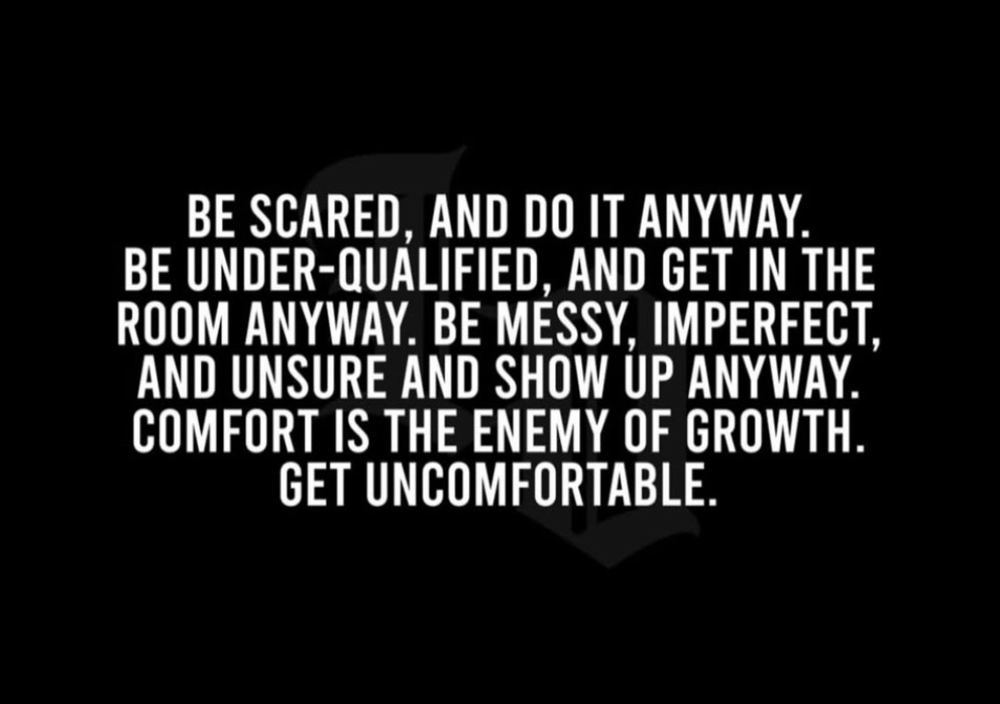 BE SCARED, AND DO IT ANYWAY.
BE UNDER-QUALIFIED, AND GET IN THE
ROOM ANYWAY. BE MESSY, IMPERFECT,
AND UNSURE AND SHOW UP ANYWAY.
COMFORT IS THE ENEMY OF GROWTH.
GET UNCOMFORTABLE.